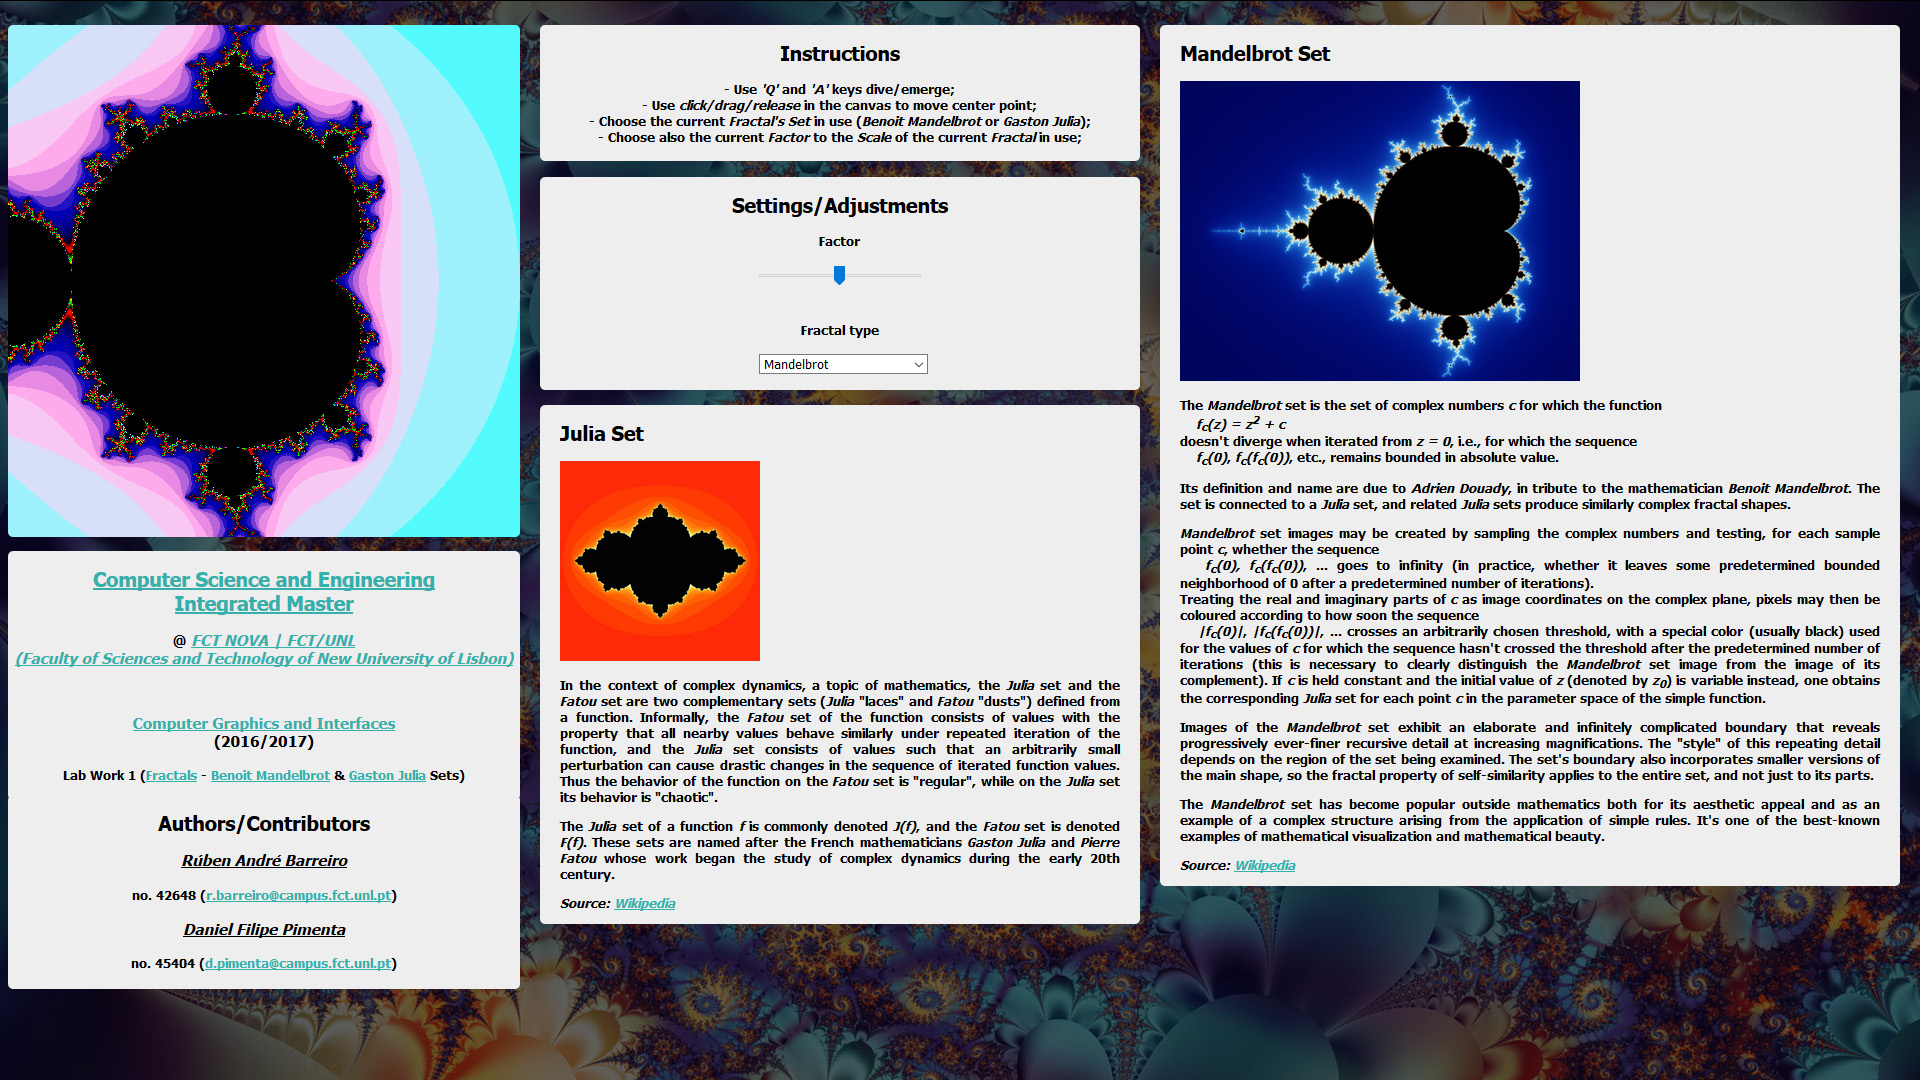 Computer Science and Engineering
Integrated Master
@ FCT NOVA | FCT/UNL
(Faculty of Sciences and Technology of New University of Lisbon)
Computer Graphics and Interfaces
(2016/2017)
Lab Work 1 (Fractals - Benoit Mandelbrot & Gaston Julia Sets)
Authors/Contributors
Rúben André Barreiro
no. 42648 (r.barreiro@campus.fct.unl.pt)
Daniel Filipe Pimenta
no. 45404 (d.pimenta@campus.fct.unl.pt)
Instructions
- Use 'Q' and 'A' keys dive/emerge;
- Use click/drag/release in the canvas to move center point;
- Choose the current Fractal's Set in use (Benoit Mandelbrot or Gaston Julia);
- Choose also the current Factor to the Scale of the current Fractal in use;
Settings/Adjustments
Factor
Fractal type
Mandelbrot
Julia Set
In the context of complex dynamics, a topic of mathematics, the Julia set and the
Fatou set are two complementary sets (Julia "laces" and Fatou "dusts") defined from
a function. Informally, the Fatou set of the function consists of values with the
property that all nearby values behave similarly under repeated iteration of the
function, and the Julia set consists of values such that an arbitrarily small
perturbation can cause drastic changes in the sequence of iterated function values.
Thus the behavior of the function on the Fatou set is "regular", while on the Julia set
its behavior is "chaotic".
The Julia set of a function f is commonly denoted J(f), and the Fatou set is denoted
F(f). These sets are named after the French mathematicians Gaston Julia and Pierre
Fatou whose work began the study of complex dynamics during the early 20th
century.
Source: Wikipedia
Mandelbrot Set
The Mandelbrot set is the set of complex numbers c for which the function
fc(z) = z2 + c
doesn't diverge when iterated from z = 0, i.e., for which the sequence
fc(0), fc(fc(0)), etc., remains bounded in absolute value.
Its definition and name are due to Adrien Douady, in tribute to the mathematician Benoit Mandelbrot. The
set is connected to a Julia set, and related Julia sets produce similarly complex fractal shapes.
Mandelbrot set images may be created by sampling the complex numbers and testing, for each sample
point c, whether the sequence
fc(0), fc(fc(0)), ... goes to infinity (in practice, whether it leaves some predetermined bounded
neighborhood of 0 after a predetermined number of iterations).
Treating the real and imaginary parts of c as image coordinates on the complex plane, pixels may then be
coloured according to how soon the sequence
|fc(0)|, |fc(fc(0))|, ... crosses an arbitrarily chosen threshold, with a special color (usually black) used
for the values of c for which the sequence hasn't crossed the threshold after the predetermined number of
iterations (this is necessary to clearly distinguish the Mandelbrot set image from the image of its
complement). If c is held constant and the initial value of z (denoted by z0) is variable instead, one obtains
the corresponding Julia set for each point c in the parameter space of the simple function.
Images of the Mandelbrot set exhibit an elaborate and infinitely complicated boundary that reveals
progressively ever-finer recursive detail at increasing magnifications. The "style" of this repeating detail
depends on the region of the set being examined. The set's boundary also incorporates smaller versions of
the main shape, so the fractal property of self-similarity applies to the entire set, and not just to its parts.
The Mandelbrot set has become popular outside mathematics both for its aesthetic appeal and as an
example of a complex structure arising from the application of simple rules. It's one of the best-known
examples of mathematical visualization and mathematical beauty.
Source: Wikipedia